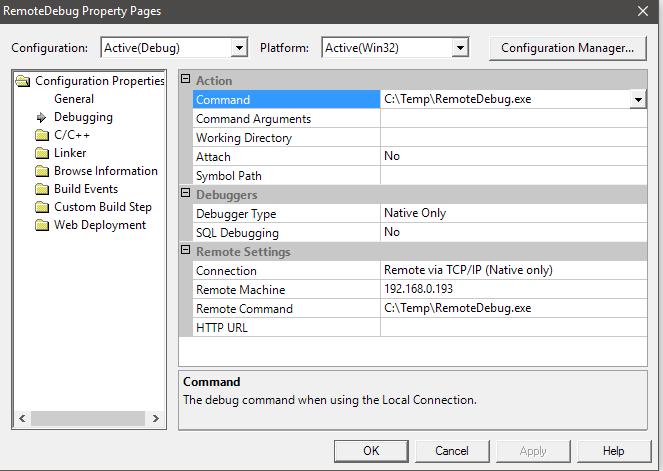 RemoteDebug Property Pages
Configuration: Active(Debug) Platform: Active(Win32) Configuration Manager...
Configuration Properties
General
Debugging
C/C++
Linker
Browse Information
Build Events
Custom Build Step
Web Deployment
Action
Command C:\Temp\RemoteDebug.exe
Command Arguments
Working Directory
Attach No
Symbol Path
Debuggers
Debugger Type Native Only
SQL Debugging No
Remote Settings
Connection Remote via TCP/IP (Native only)
Remote Machine 192.168.0.193
Remote Command C:\Temp\RemoteDebug.exe
HTTP URL
Command
The debug command when using the Local Connection.
OK Cancel Apply Help